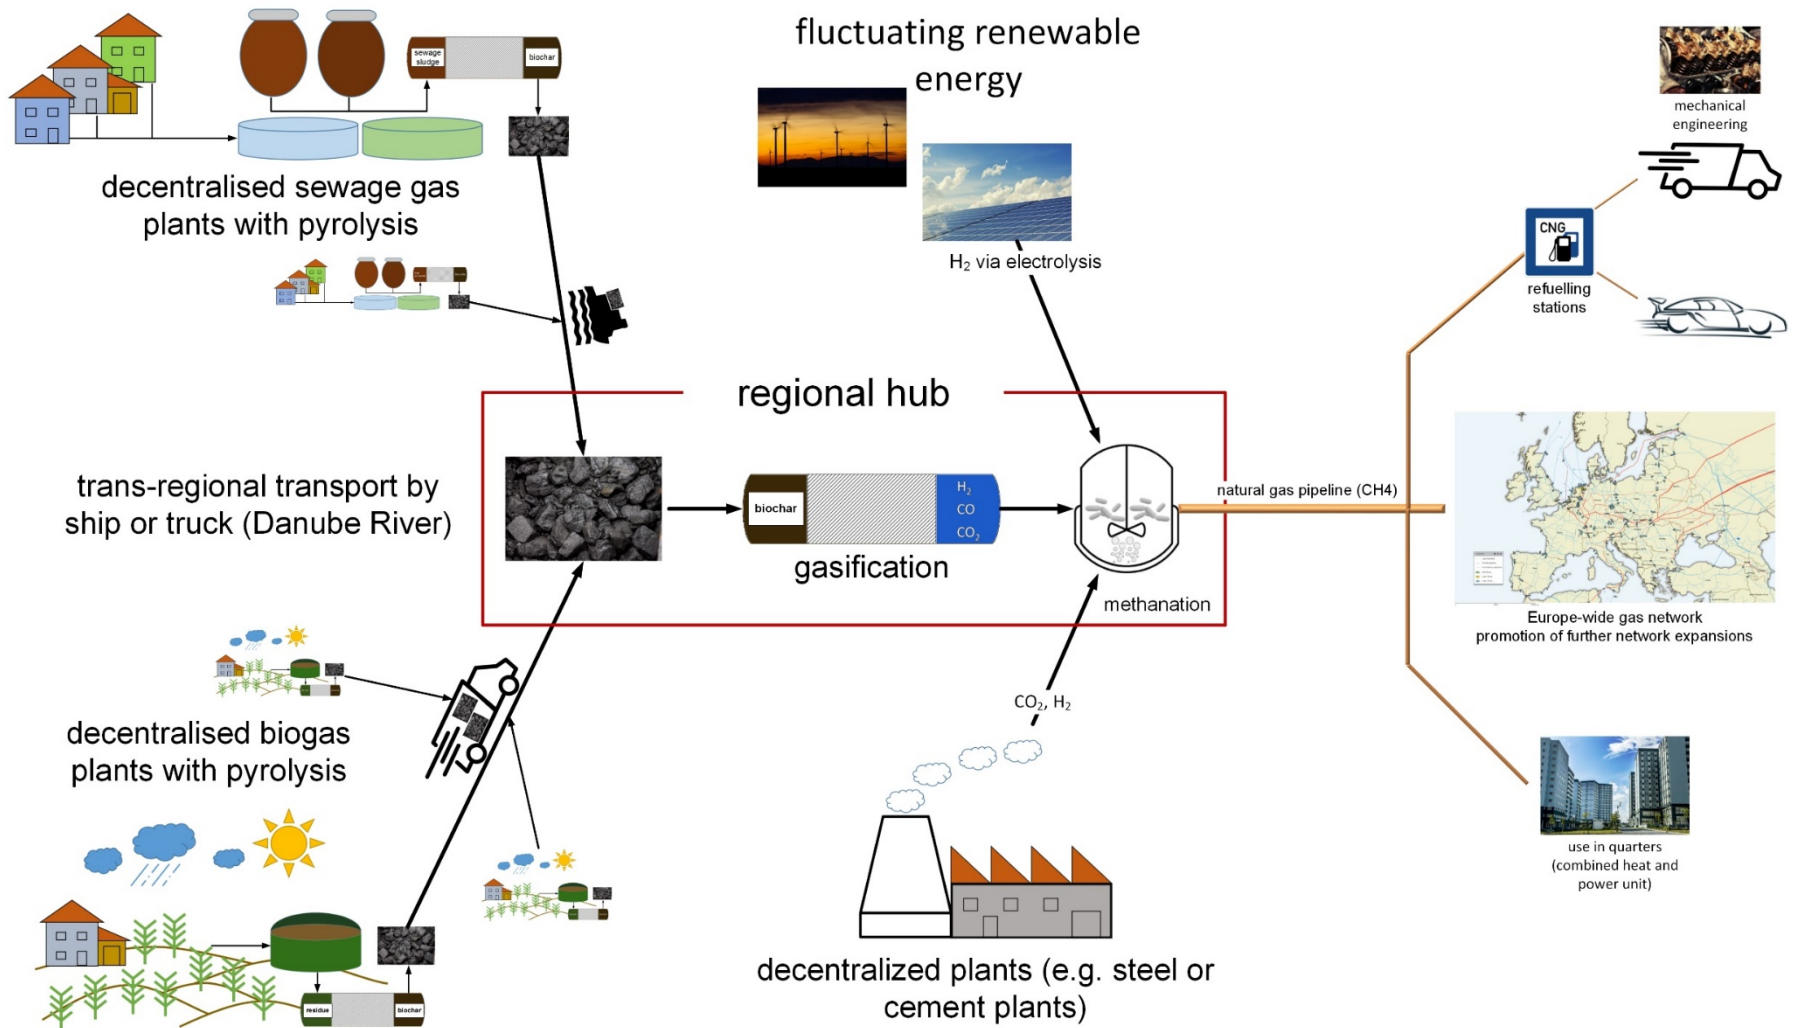 sewage
sludge
biochar
decentralised sewage gas
plants with pyrolysis
fluctuating renewable
energy
H₂ via electrolysis
mechanical
engineering
CNG
refuelling
stations
regional hub
trans-regional transport by
ship or truck (Danube River)
biochar
H₂
CO
CO₂
gasification
methanation
natural gas pipeline (CH4)
Europe-wide gas network
promotion of further network expansions
decentralised biogas
plants with pyrolysis
residue
biochar
CO₂, H₂
decentralized plants (e.g. steel or
cement plants)
use in quarters
(combined heat and
power unit)